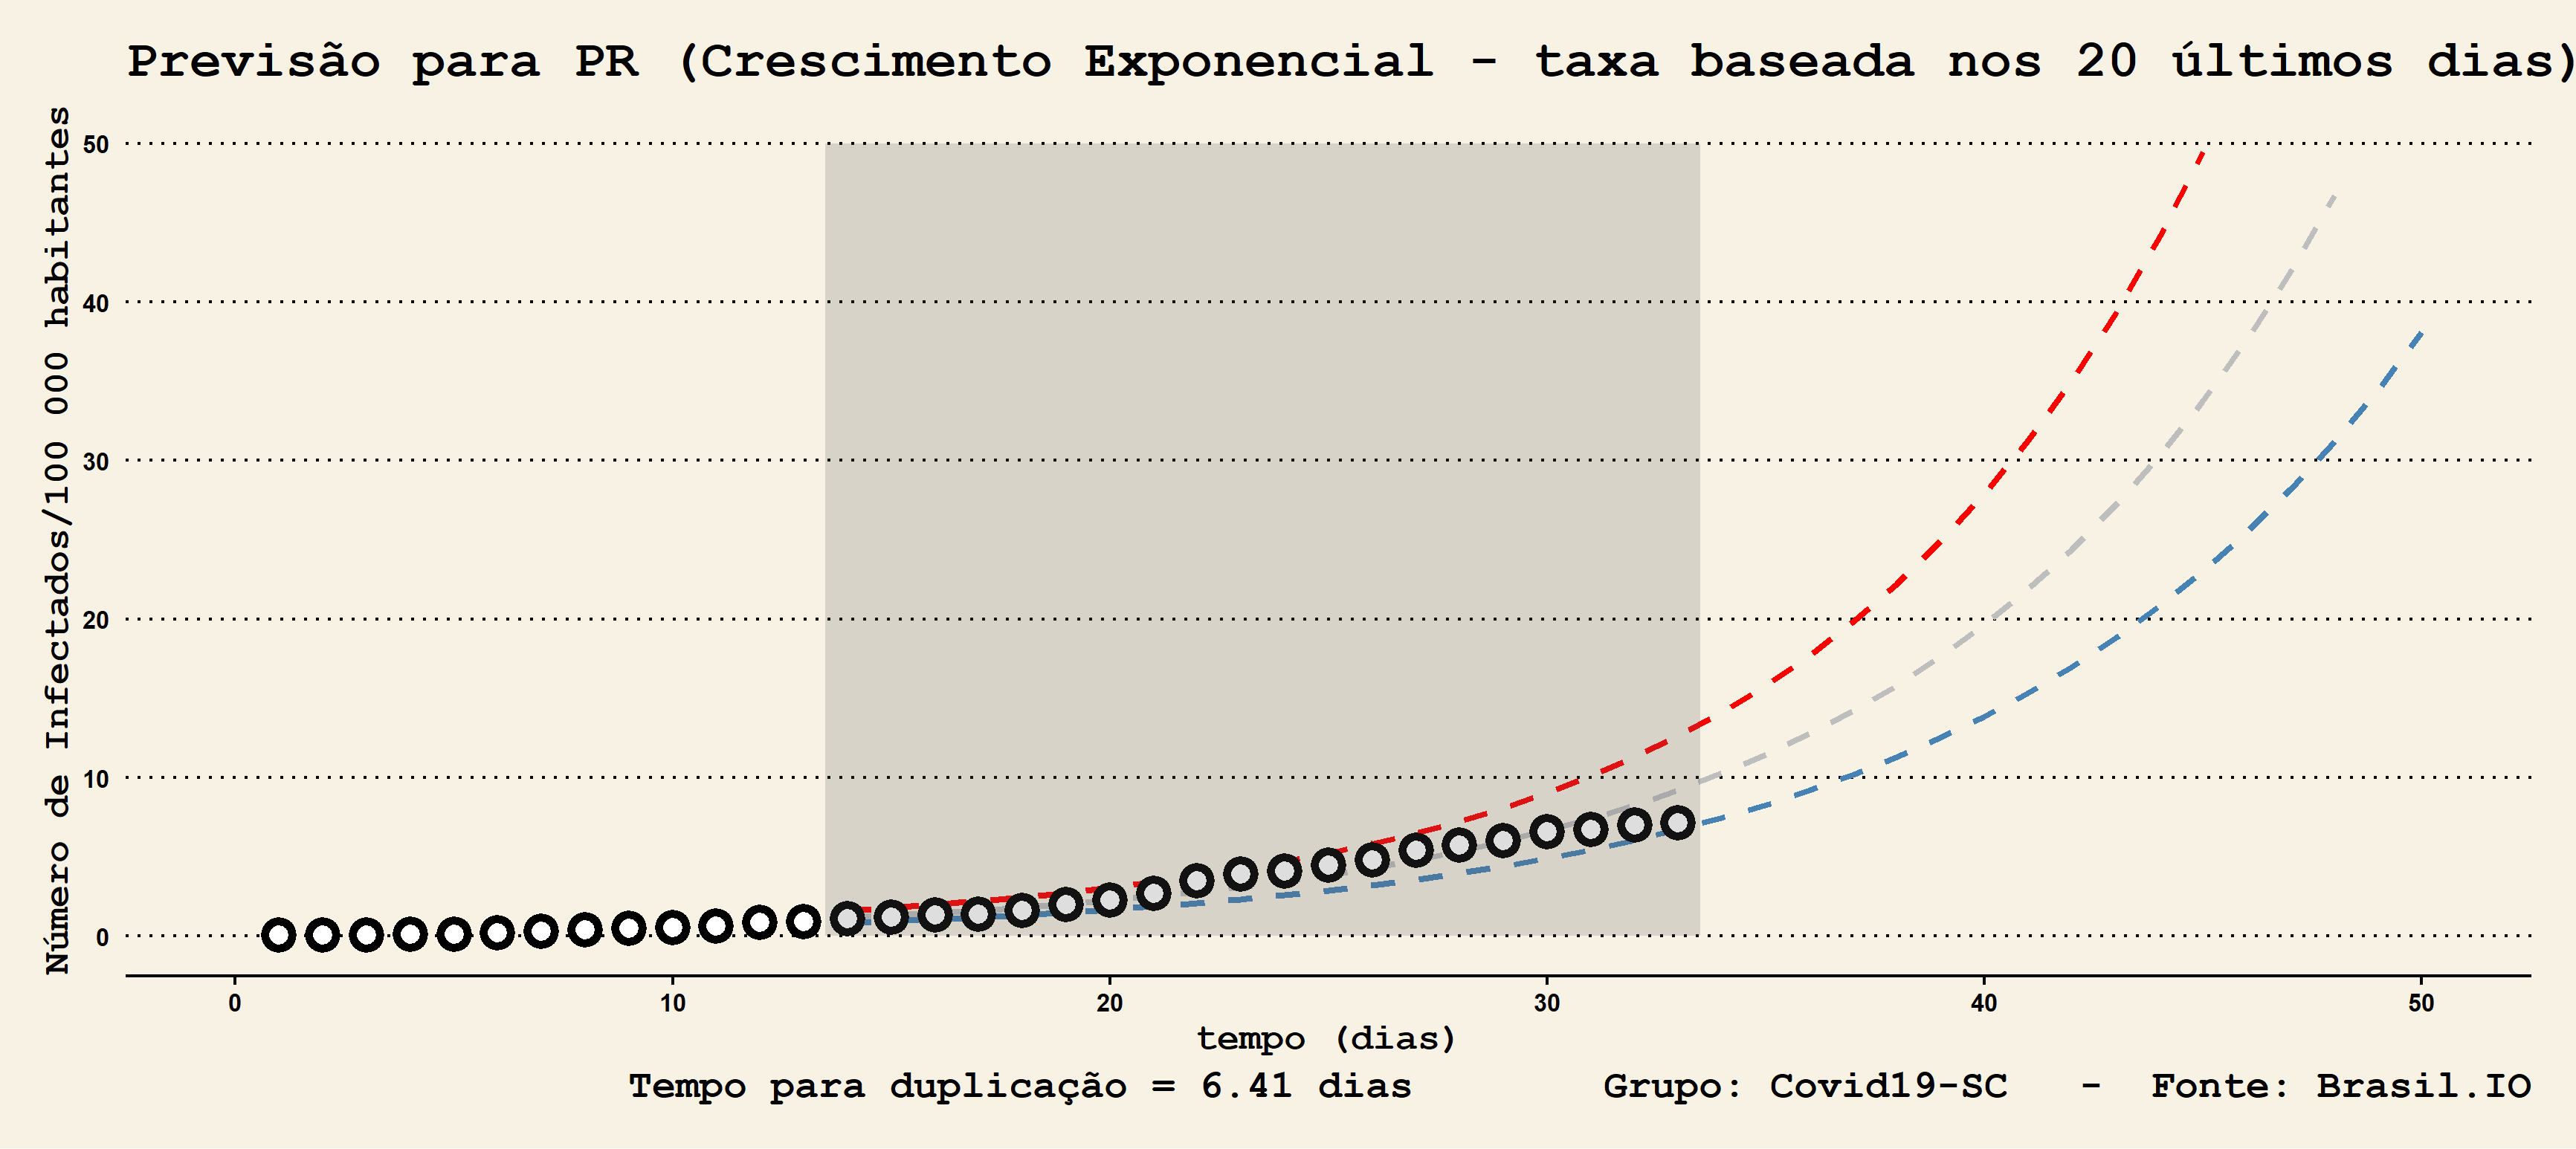 Previsão para PR (Crescimento Exponencial - taxa baseada nos 20 últimos dias)
Número de Infectados/100 000 habitantes
50
40
30
20
10
0
0 10 20 30 40 50
tempo (dias)
Tempo para duplicação = 6.41 dias Grupo: Covid19-SC - Fonte: Brasil.IO